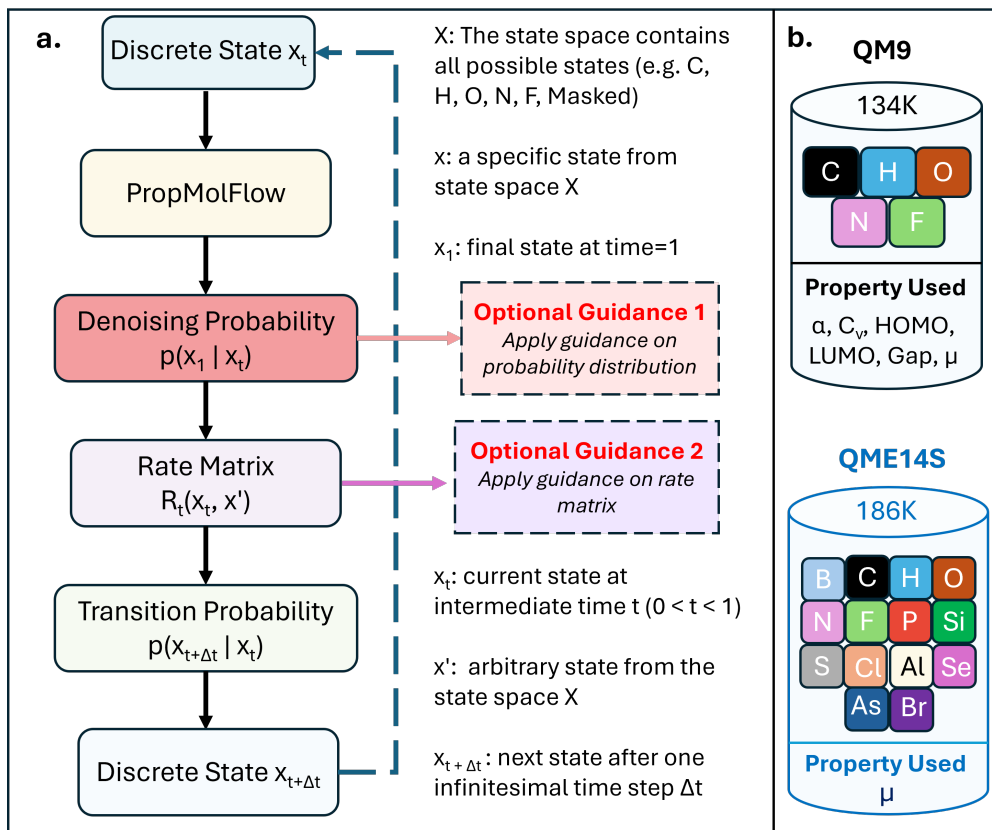 a.
Discrete State xₜ
PropMolFlow
Denoising Probability
p(x₁ | xₜ)
Rate Matrix
Rₜ(xₜ, x')
Transition Probability
p(xₜ₊Δₜ | xₜ)
Discrete State xₜ₊Δₜ
X: The state space contains
all possible states (e.g. C,
H, O, N, F, Masked)
x: a specific state from
state space X
x₁: final state at time=1
Optional Guidance 1
Apply guidance on
probability distribution
Optional Guidance 2
Apply guidance on rate
matrix
xₜ: current state at
intermediate time t (0 < t < 1)
x': arbitrary state from the
state space X
xₜ ₊ Δₜ : next state after one
infinitesimal time step Δt
b.
QM9
134K
C H O
N F
Property Used
α, Cᵥ, HOMO,
LUMO, Gap, μ
QME14S
186K
B C H O
N F P Si
S Cl Al Se
As Br
Property Used
μ